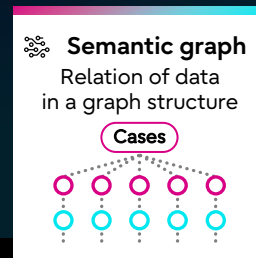 Semantic graph
Relation of data
in a graph structure
Cases